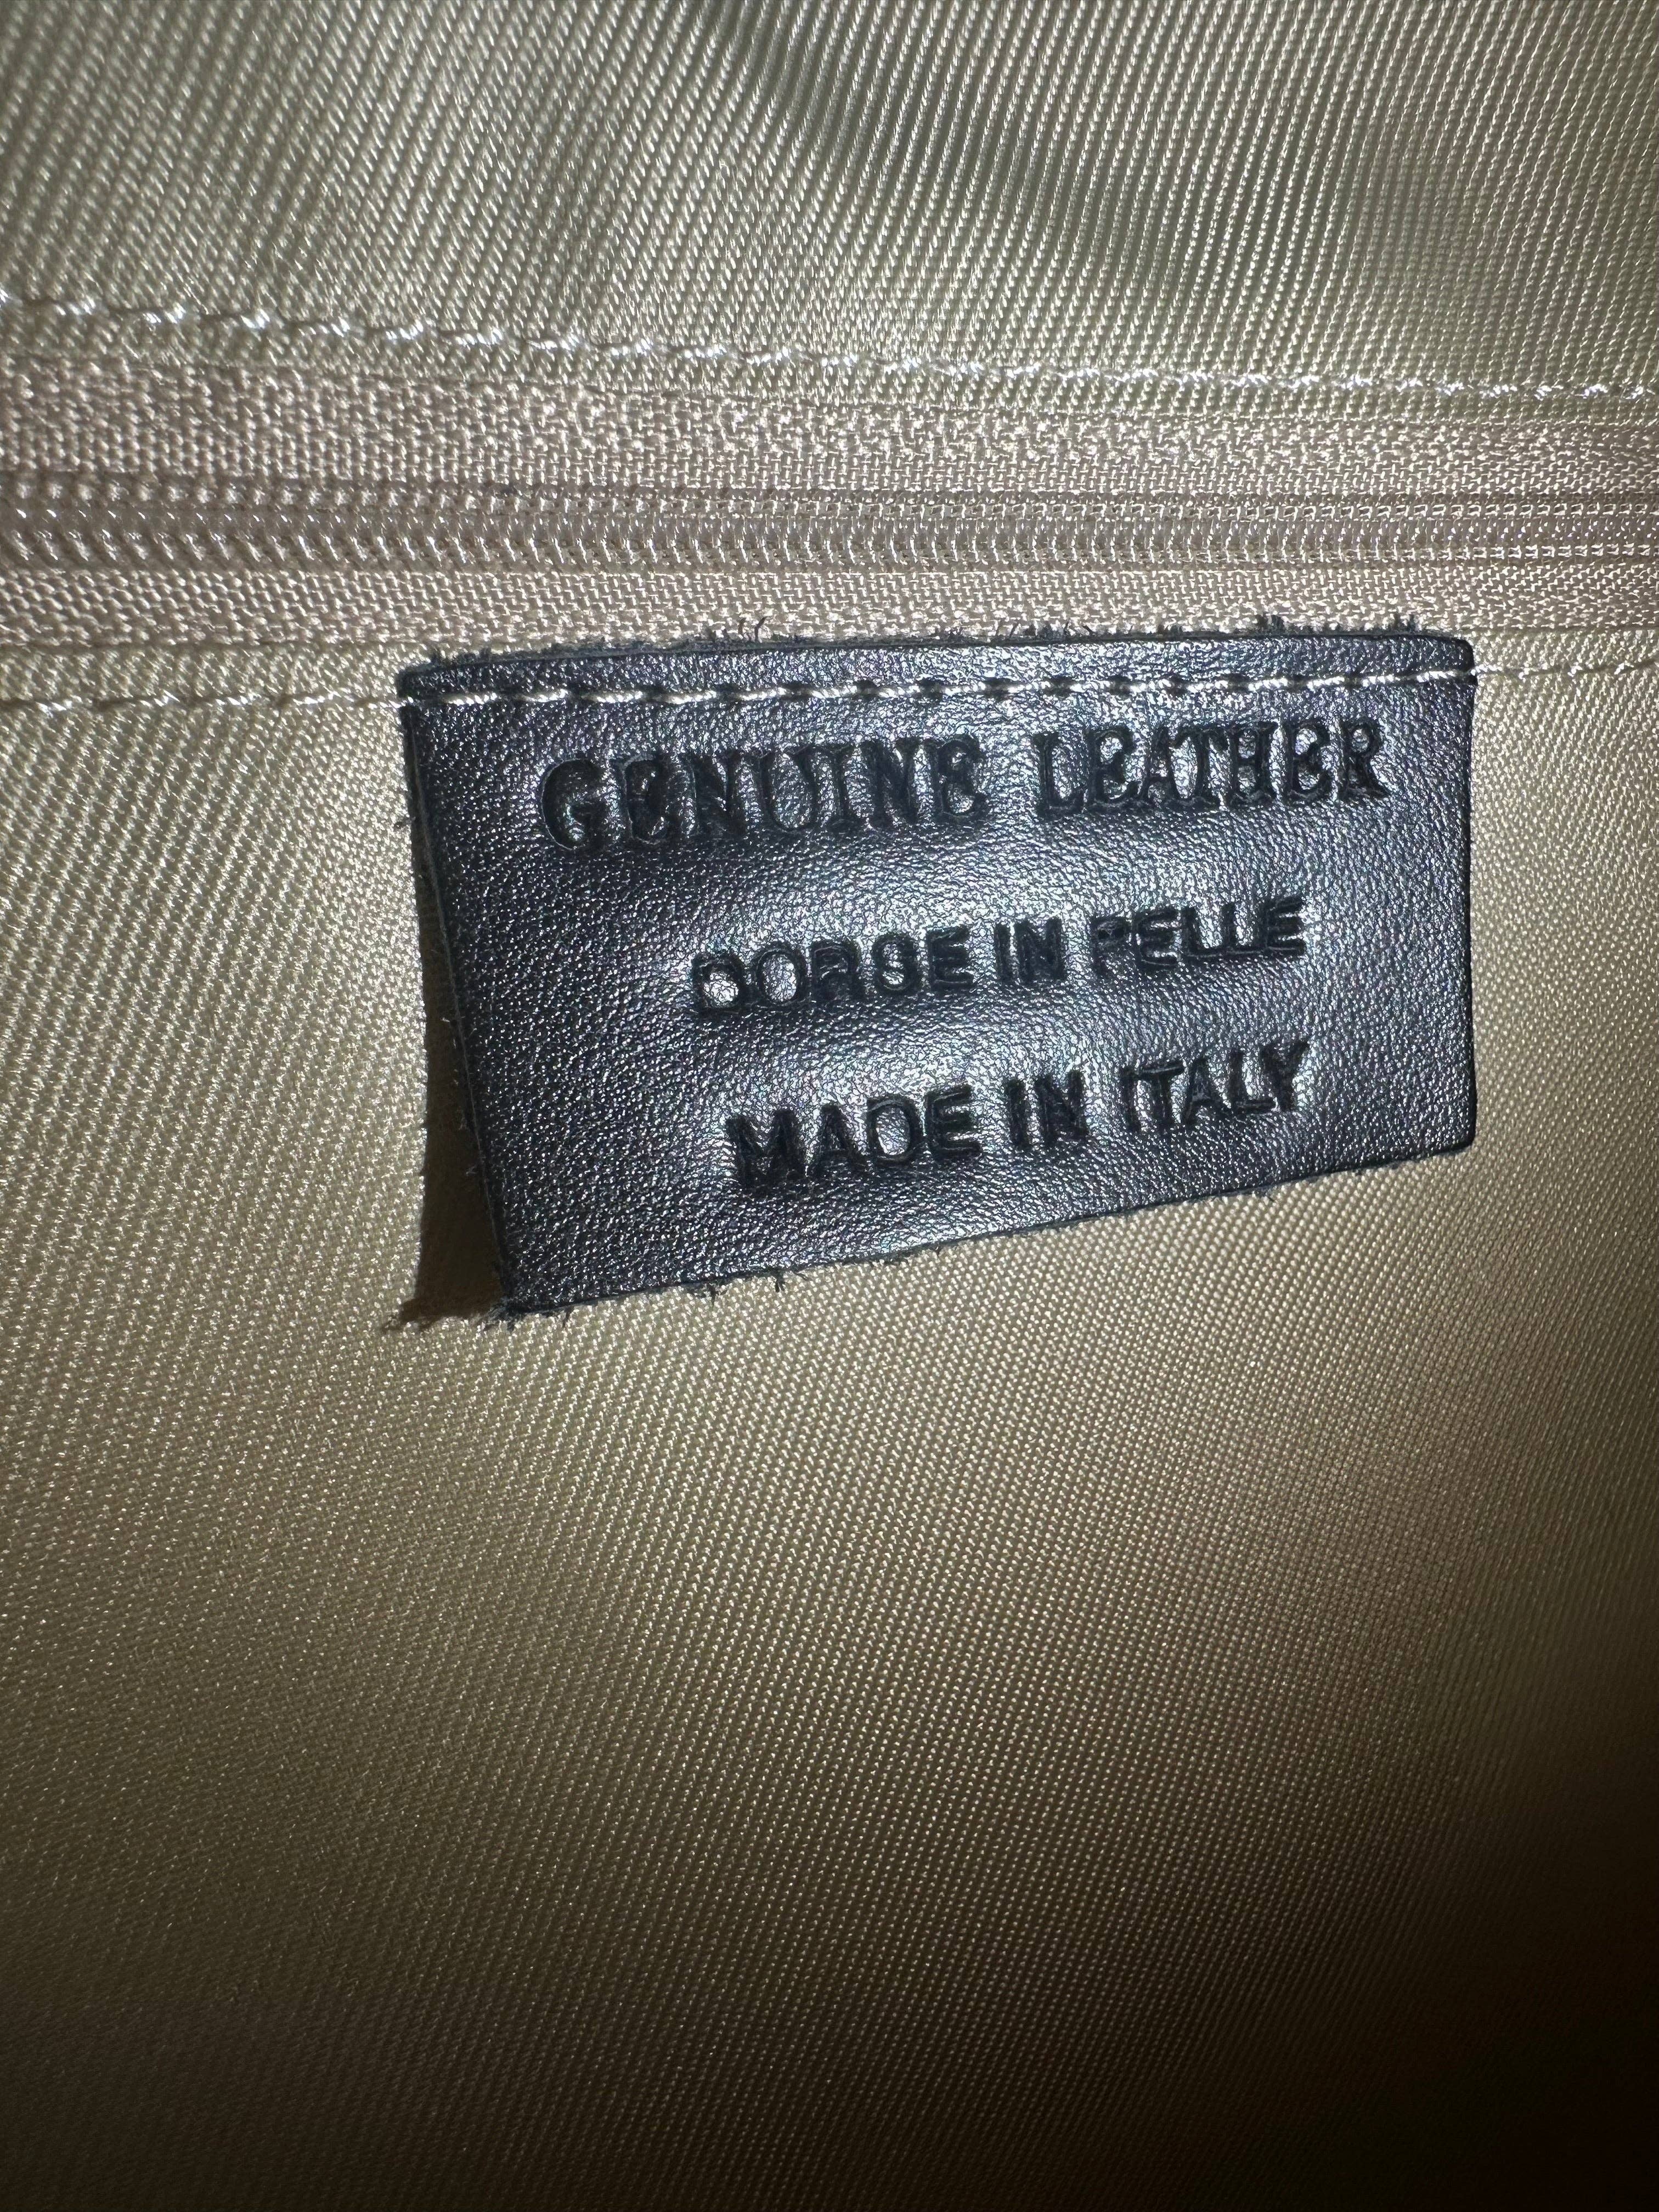 GENUINE LEATHER
BORSE IN PELLE
MADE IN ITALY